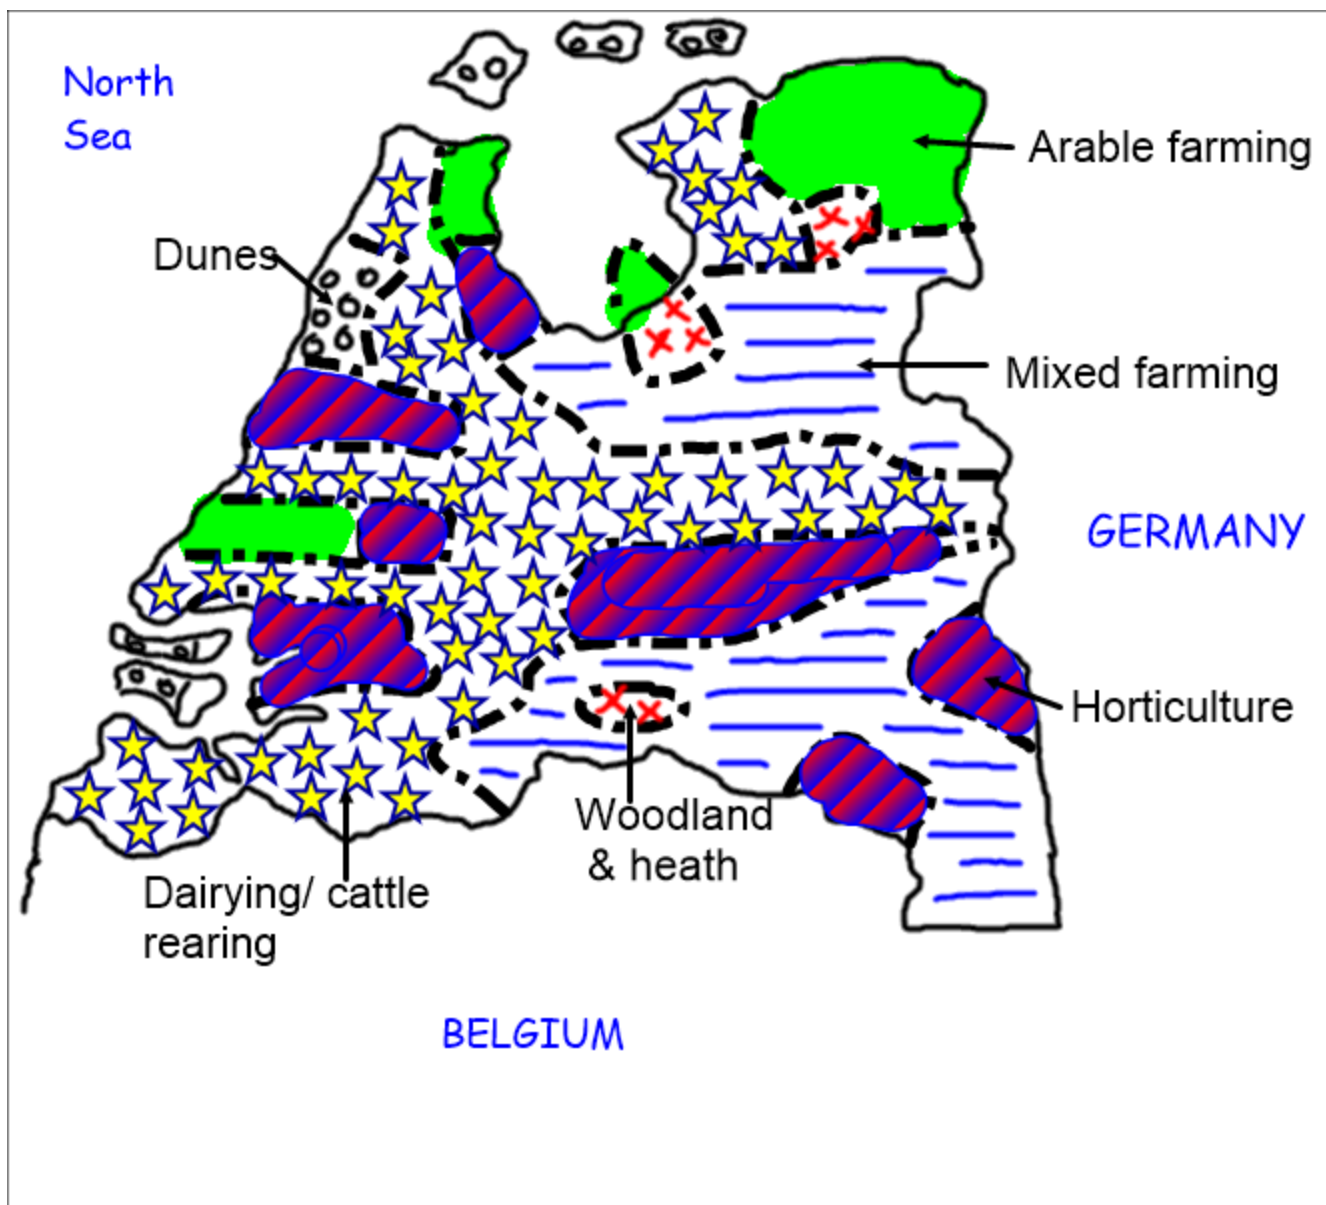 North
Sea
Arable farming
Dunes
Mixed farming
GERMANY
Horticulture
Woodland
& heath
Dairying/ cattle
rearing
BELGIUM